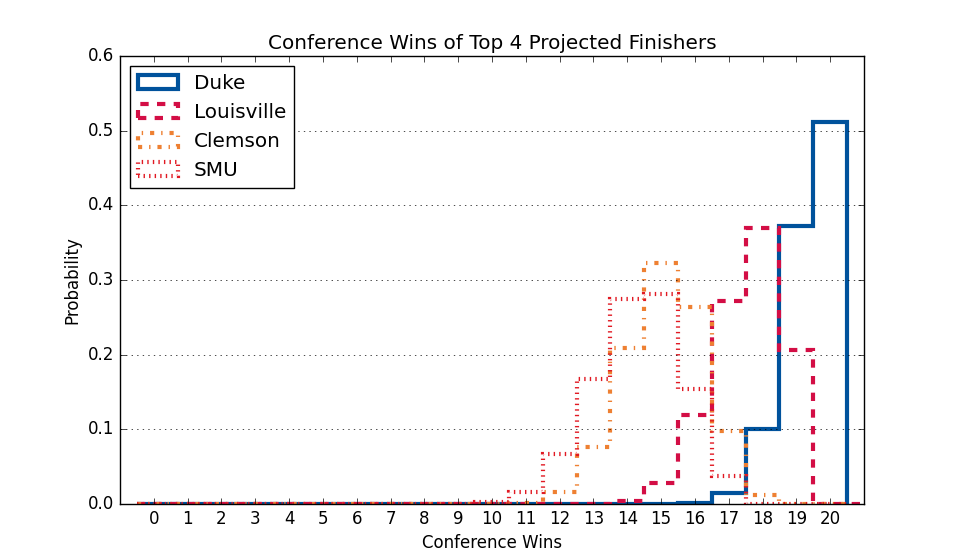 Conference Wins of Top 4 Projected Finishers
0.6
0.5
0.4
0.3
0.2
0.1
0.0
Probability
Duke
Louisville
Clemson
SMU
0 1 2 3 4 5 6 7 8 9 10 11 12 13 14 15 16 17 18 19 20
Conference Wins